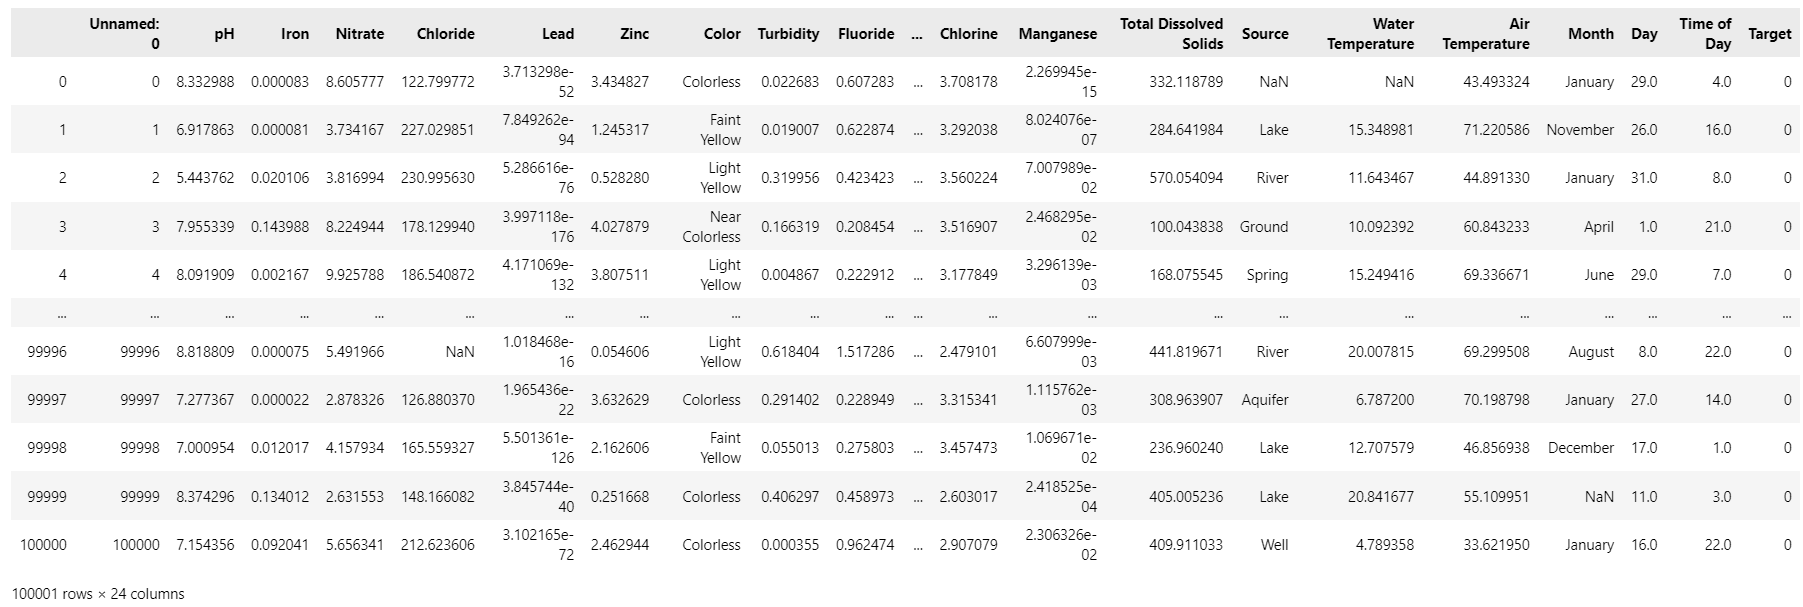 Unnamed: 0 pH Iron Nitrate Chloride Lead Zinc Color Turbidity Fluoride ... Chlorine Manganese Total Dissolved Solids Source Water Temperature Air Temperature Month Day Time of Day Target
0 0 8.332988 0.000083 8.605777 122.799772 3.713298e-52 3.434827 Colorless 0.022683 0.607283 ... 3.708178 2.269945e-15 332.118789 NaN NaN 43.493324 January 29.0 4.0 0
1 1 6.917863 0.000081 3.734167 227.029851 7.849262e-94 1.245317 Faint Yellow 0.019007 0.622874 ... 3.292038 8.024076e-07 284.641984 Lake 15.348981 71.220586 November 26.0 16.0 0
2 2 5.443762 0.020106 3.816994 230.995630 5.286616e-76 0.528280 Light Yellow 0.319956 0.423423 ... 3.560224 7.007989e-02 570.054094 River 11.643467 44.891330 January 31.0 8.0 0
3 3 7.955339 0.143988 8.224944 178.129940 3.997118e-176 4.027879 Near Colorless 0.166319 0.208454 ... 3.516907 2.468295e-02 100.043838 Ground 10.092392 60.843233 April 1.0 21.0 0
4 4 8.091909 0.002167 9.925788 186.540872 4.171069e-132 3.807511 Light Yellow 0.004867 0.222912 ... 3.177849 3.296139e-03 168.075545 Spring 15.249416 69.336671 June 29.0 7.0 0
... ... ... ... ... ... ... ... ... ... ... ... ... ... ... ... ... ... ... ... ... ...
99996 99996 8.818809 0.000075 5.491966 NaN 1.018468e-16 0.054606 Light Yellow 0.618404 1.517286 ... 2.479101 6.607999e-03 441.819671 River 20.007815 69.299508 August 8.0 22.0 0
99997 99997 7.277367 0.000022 2.878326 126.880370 1.965436e-22 3.632629 Colorless 0.291402 0.228949 ... 3.315341 1.115762e-03 308.963907 Aquifer 6.787200 70.198798 January 27.0 14.0 0
99998 99998 7.000954 0.012017 4.157934 165.559327 5.501361e-126 2.162606 Faint Yellow 0.055013 0.275803 ... 3.457473 1.069671e-02 236.960240 Lake 12.707579 46.856938 December 17.0 1.0 0
99999 99999 8.374296 0.134012 2.631553 148.166082 3.845744e-40 0.251668 Colorless 0.406297 0.458973 ... 2.603017 2.418525e-04 405.005236 Lake 20.841677 55.109951 NaN 11.0 3.0 0
100000 100000 7.154356 0.092041 5.656341 212.623606 3.102165e-72 2.462944 Colorless 0.000355 0.962474 ... 2.907079 2.306326e-02 409.911033 Well 4.789358 33.621950 January 16.0 22.0 0
100001 rows × 24 columns